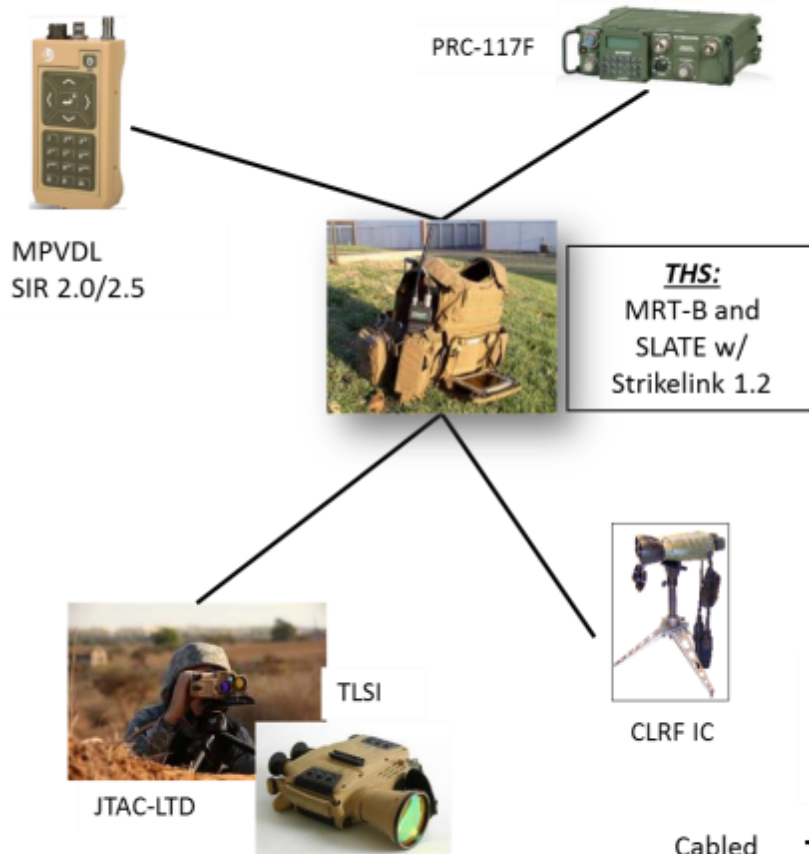 PRC-117F
MPVDL
SIR 2.0/2.5
THS:
MRT-B and
SLATE w/
Strikelink 1.2
TLSI
CLRF IC
JTAC-LTD
Cabled